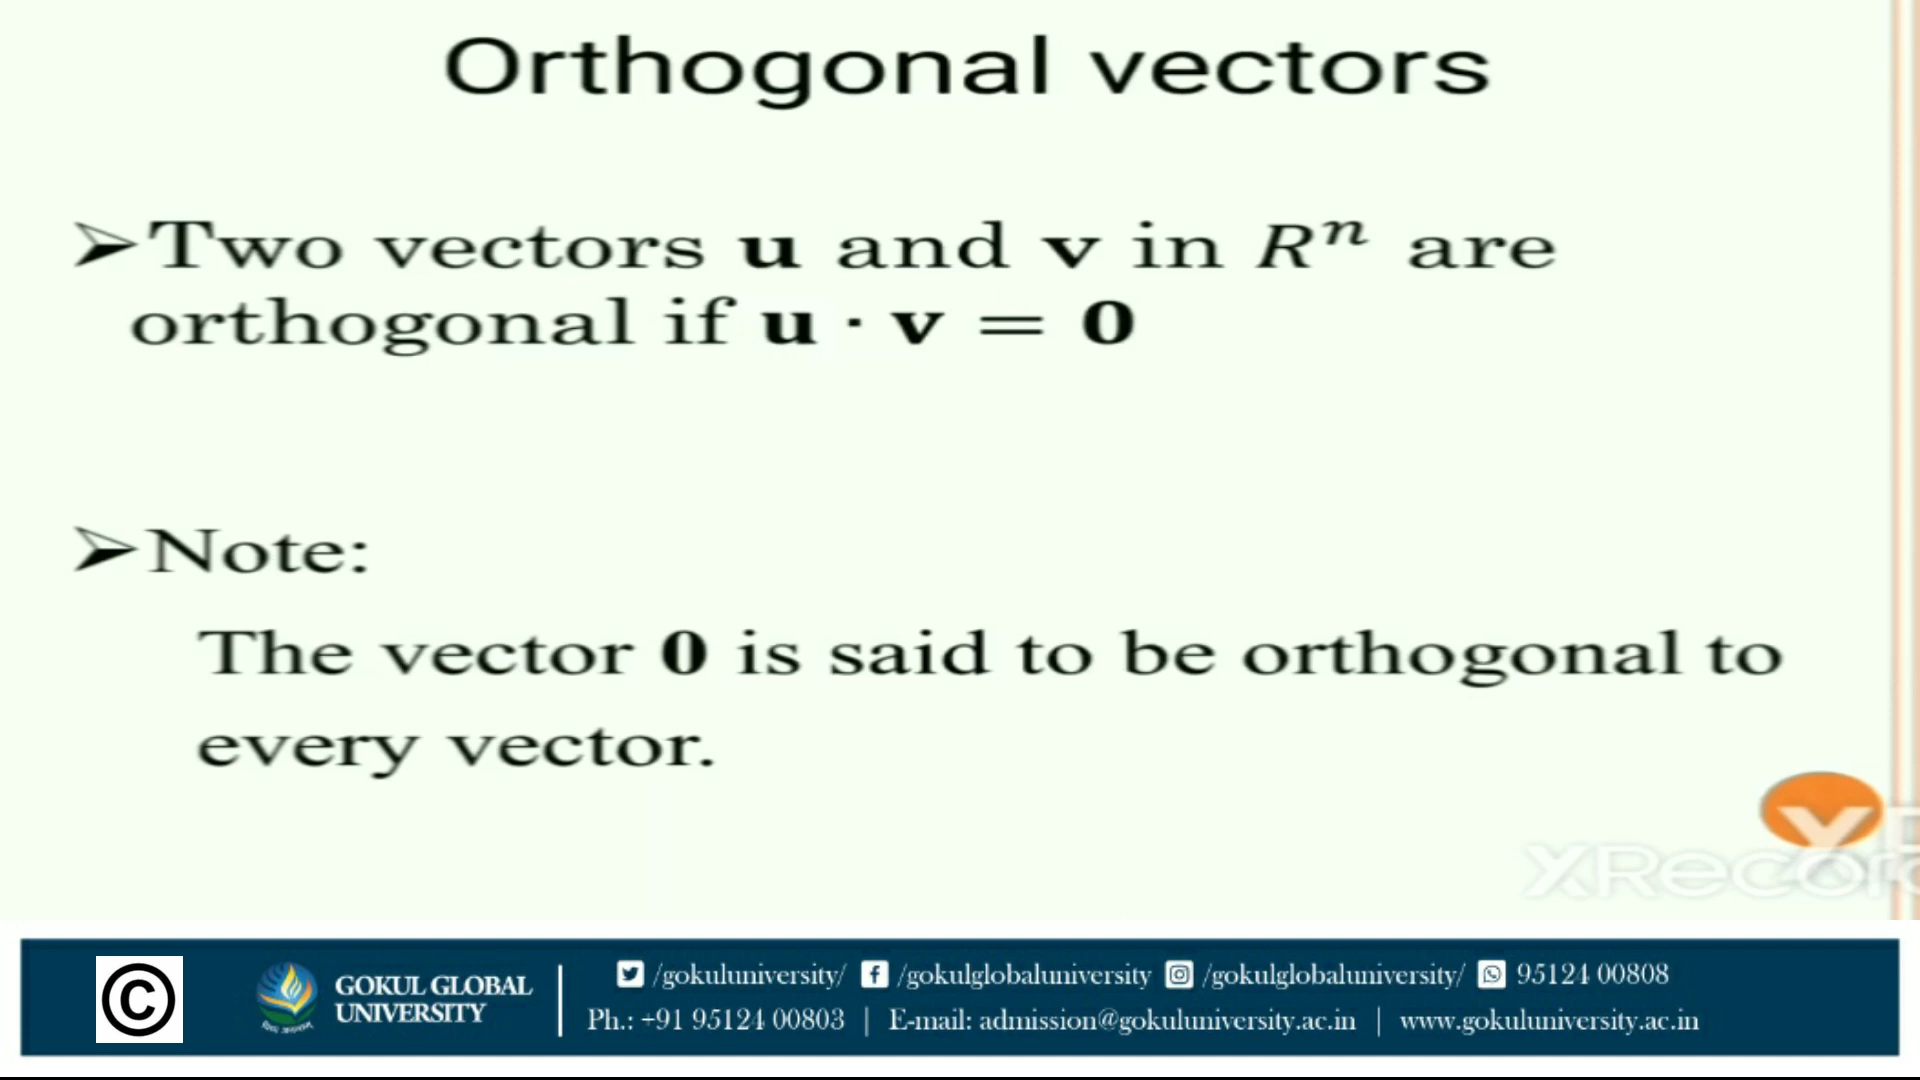 Orthogonal vectors
➢Two vectors u and v in Rⁿ are
orthogonal if u · v = 0
➢Note:
The vector 0 is said to be orthogonal to
every vector.
XRecor
©
GOKUL GLOBAL
UNIVERSITY
/gokuluniversity/ /gokulglobaluniversity /gokulglobaluniversity/ 95124 00808
Ph.: +91 95124 00803 | E-mail: admission@gokuluniversity.ac.in | www.gokuluniversity.ac.in